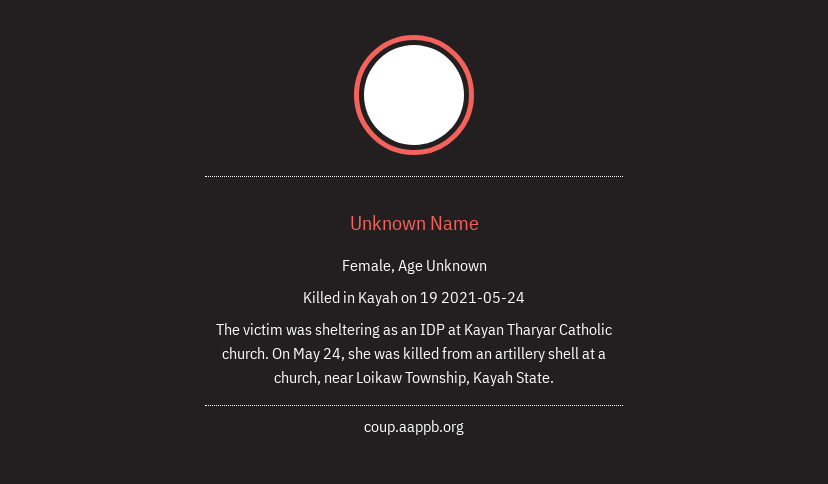 Unknown Name
Female, Age Unknown
Killed in Kayah on 19 2021-05-24
The victim was sheltering as an IDP at Kayan Tharyar Catholic
church. On May 24, she was killed from an artillery shell at a
church, near Loikaw Township, Kayah State.
coup.aappb.org